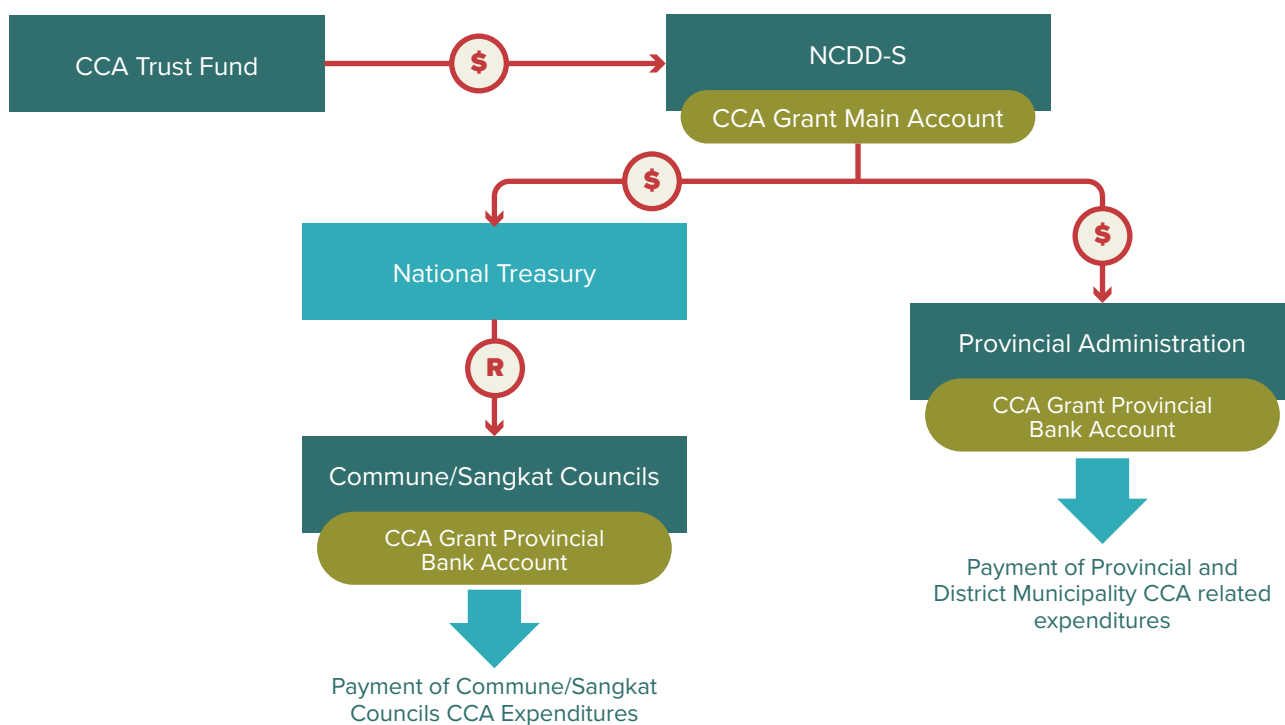 CCA Trust Fund
$
NCDD-S
CCA Grant Main Account
$
$
National Treasury
R
Provincial Administration
CCA Grant Provincial
Bank Account
Commune/Sangkat Councils
CCA Grant Provincial
Bank Account
Payment of Provincial and
District Municipality CCA related
expenditures
Payment of Commune/Sangkat
Councils CCA Expenditures